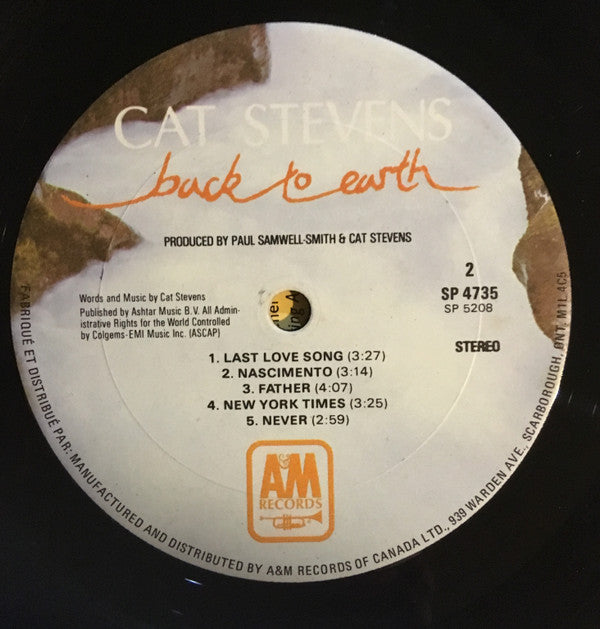 CAT STEVENS
back to earth
PRODUCED BY PAUL SAMWELL-SMITH & CAT STEVENS
2
SP 4735
SP 5208
STEREO
Words and Music by Cat Stevens
Published by Ashtar Music B.V. All Admin-
istrative Rights for the World Controlled
by Colgems-EMI Music Inc. (ASCAP)
1. LAST LOVE SONG (3:27)
2. NASCIMENTO (3:14)
3. FATHER (4:07)
4. NEW YORK TIMES (3:25)
5. NEVER (2:59)
A&M
RECORDS
FABRIQUÉ ET DISTRIBUÉ PAR: MANUFACTURED AND DISTRIBUTED BY A&M RECORDS OF CANADA LTD., 939 WARDEN AVE., SCARBOROUGH, ONT. M1L 4C5